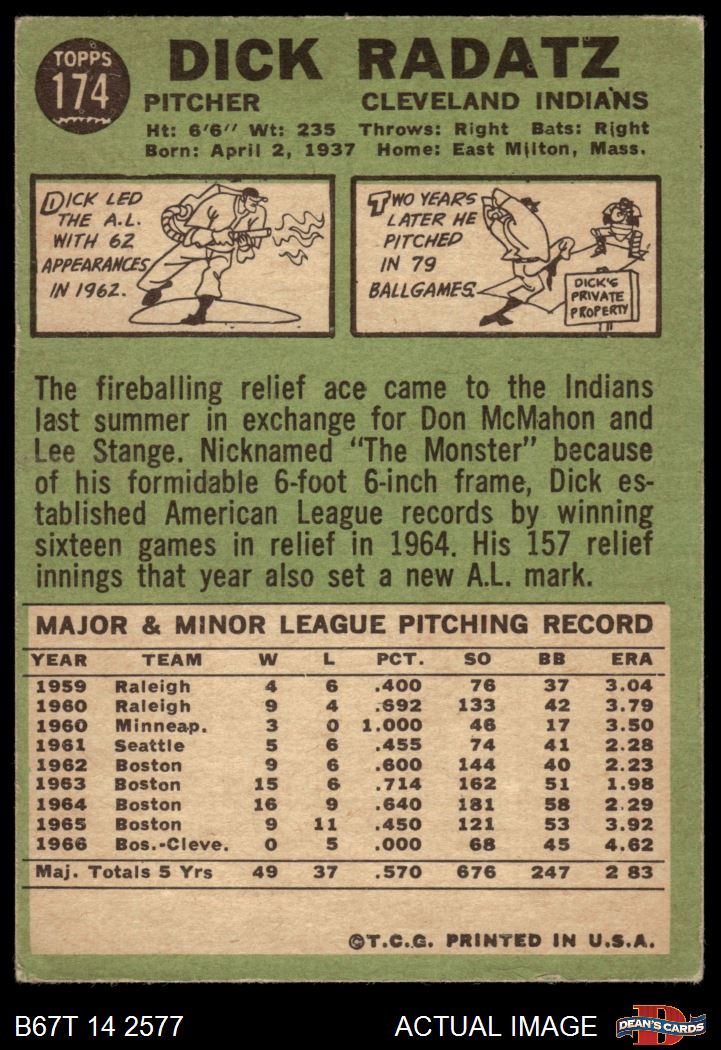 TOPPS
174
DICK RADATZ
PITCHER CLEVELAND INDIANS
Ht: 6'6" Wt: 235 Throws: Right Bats: Right
Born: April 2, 1937 Home: East Milton, Mass.
DICK LED
THE A.L.
WITH 62
APPEARANCES
IN 1962.
TWO YEARS
LATER HE
PITCHED
IN 79
BALLGAMES.
DICK'S
PRIVATE
PROPERTY
The fireballing relief ace came to the Indians
last summer in exchange for Don McMahon and
Lee Stange. Nicknamed "The Monster" because
of his formidable 6-foot 6-inch frame, Dick es-
tablished American League records by winning
sixteen games in relief in 1964. His 157 relief
innings that year also set a new A.L. mark.
MAJOR & MINOR LEAGUE PITCHING RECORD
YEAR TEAM W L PCT. SO BB ERA
1959 Raleigh 4 6 .400 76 37 3.04
1960 Raleigh 9 4 .692 133 42 3.79
1960 Minneap. 3 0 1.000 46 17 3.50
1961 Seattle 5 6 .455 74 41 2.28
1962 Boston 9 6 .600 144 40 2.23
1963 Boston 15 6 .714 162 51 1.98
1964 Boston 16 9 .640 181 58 2.29
1965 Boston 9 11 .450 121 53 3.92
1966 Bos.-Cleve. 0 5 .000 68 45 4.62
Maj. Totals 5 Yrs 49 37 .570 676 247 2 83
©T.C.G. PRINTED IN U.S.A.
B67T 14 2577 ACTUAL IMAGE
DEAN'S CARDS